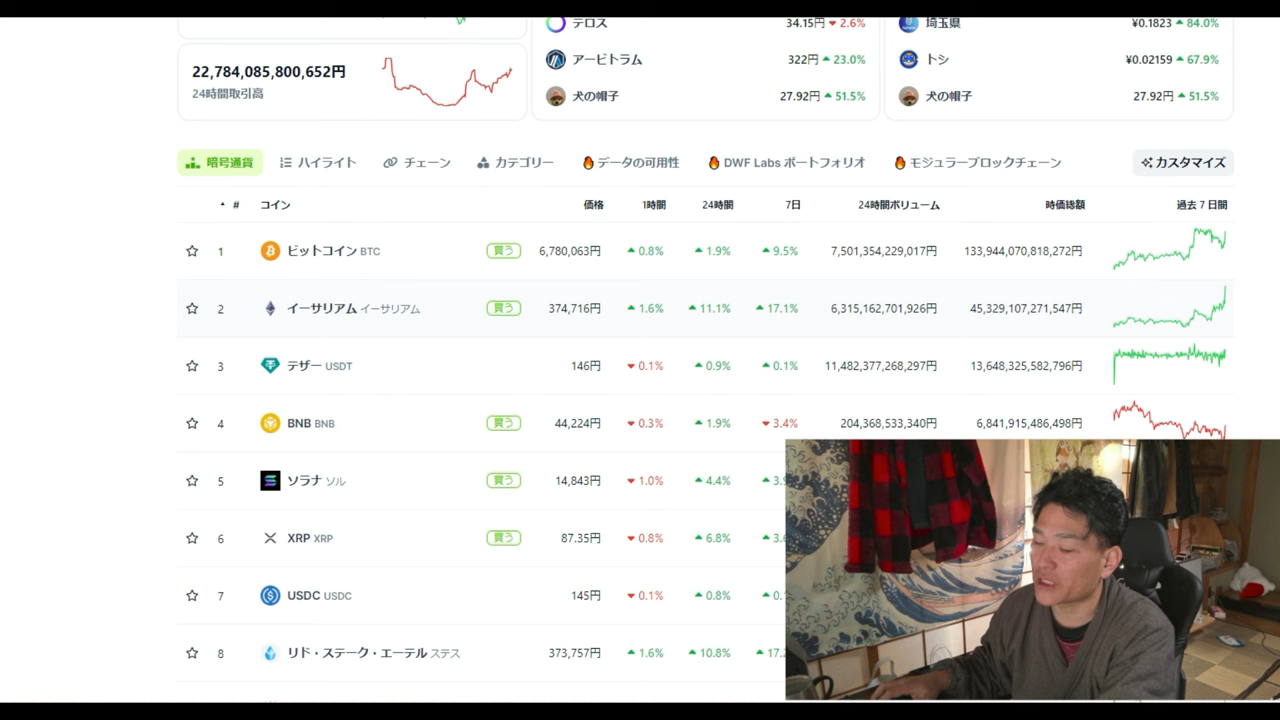 テロス 34.15円 2.6%
埼玉県 ¥0.1823 84.0%
22,784,085,800,652円
24時間取引高
アービトラム 322円 23.0%
トシ ¥0.02159 67.9%
犬の帽子 27.92円 51.5%
犬の帽子 27.92円 51.5%
暗号通貨 ハイライト チェーン カテゴリー データの可用性 DWF Labs ポートフォリオ モジュラーブロックチェーン カスタマイズ
# コイン 価格 1時間 24時間 7日 24時間ボリューム 時価総額 過去 7 日間
1 ビットコイン BTC 買う 6,780,063円 0.8% 1.9% 9.5% 7,501,354,229,017円 133,944,070,818,272円
2 イーサリアム イーサリアム 買う 374,716円 1.6% 11.1% 17.1% 6,315,162,701,926円 45,329,107,271,547円
3 テザー USDT 146円 0.1% 0.9% 0.1% 11,482,377,268,297円 13,648,325,582,796円
4 BNB BNB 買う 44,224円 0.3% 1.9% 3.4% 204,368,533,340円 6,841,915,486,498円
5 ソラナ ソル 買う 14,843円 1.0% 4.4%
6 XRP XRP 買う 87.35円 0.8% 6.8%
7 USDC USDC 145円 0.1% 0.8%
8 リド・ステーク・エーテル ステス 373,757円 1.6% 10.8%